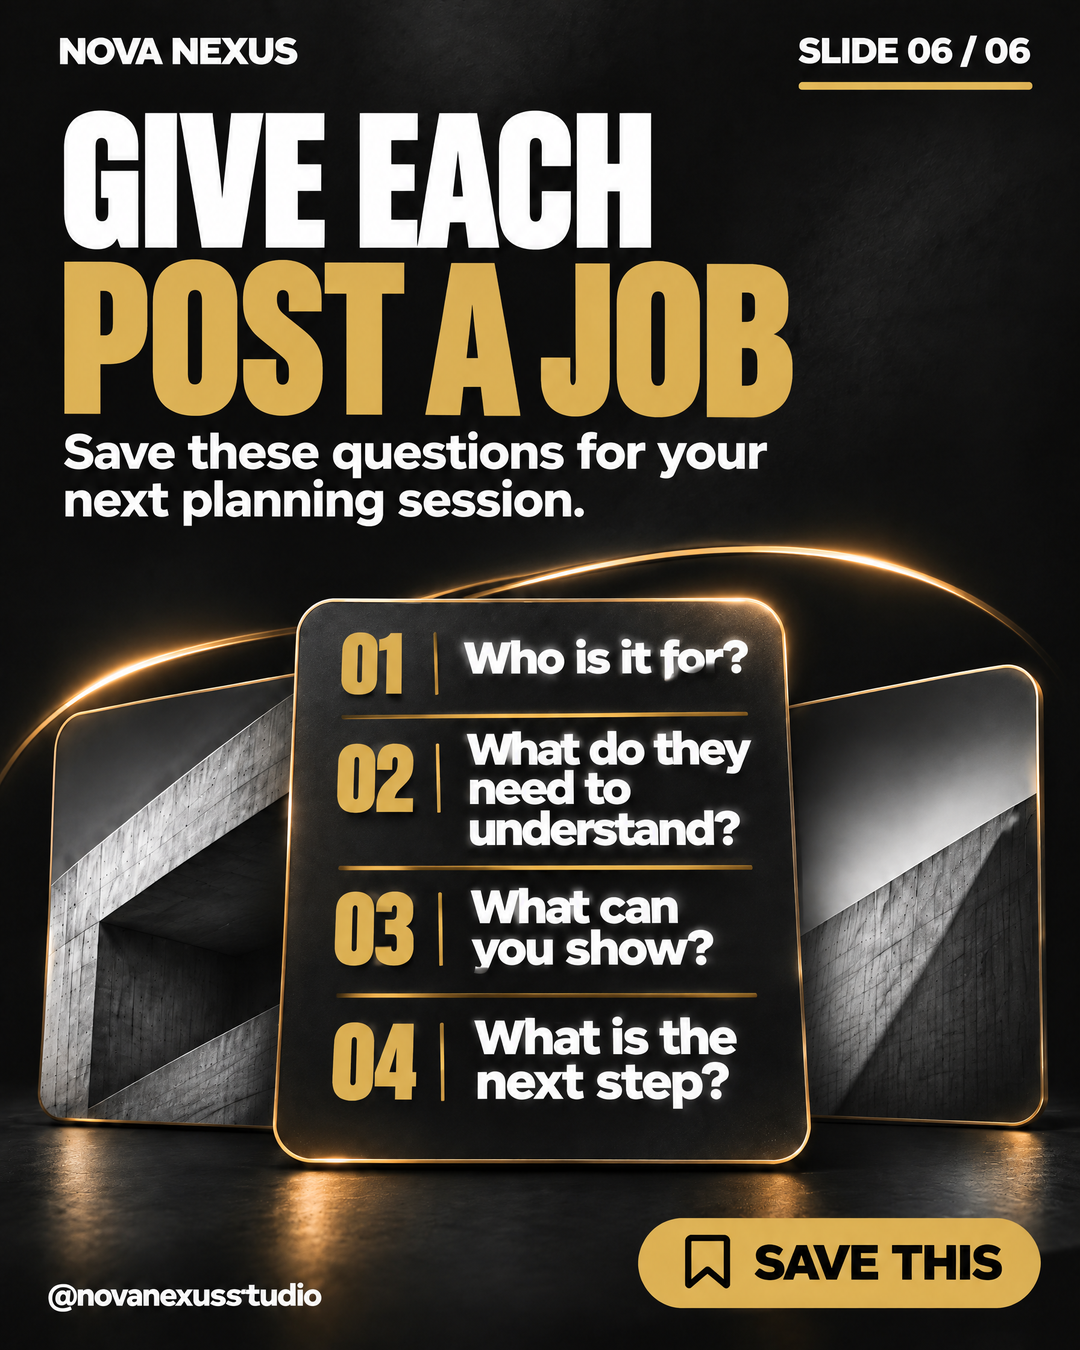 NOVA NEXUS
SLIDE 06 / 06
GIVE EACH
POST A JOB
Save these questions for your
next planning session.
01
Who is it for?
02
What do they
need to
understand?
03
What can
you show?
04
What is the
next step?
SAVE THIS
@novanexusstudio